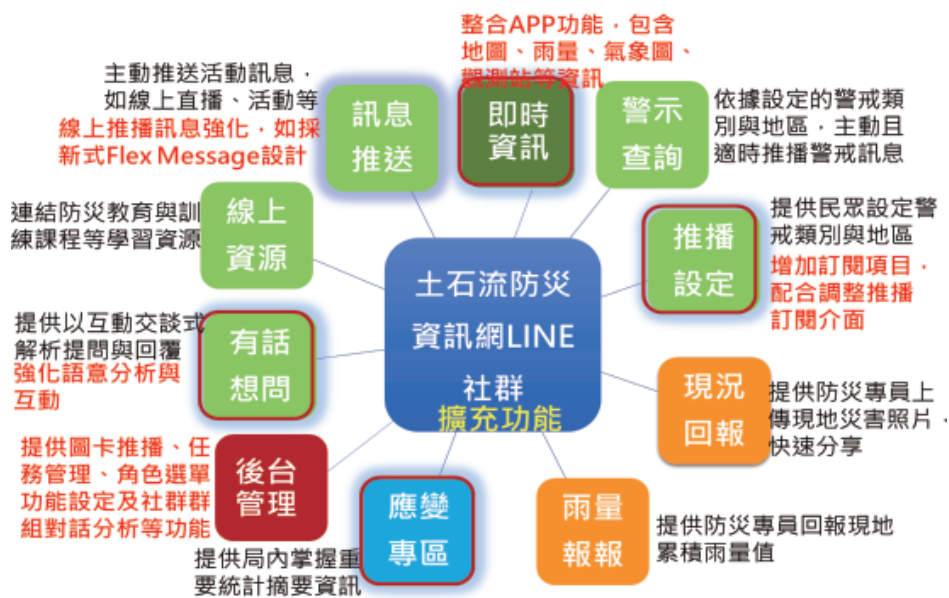 整合APP功能，包含
地圖、雨量、氣象圖、
觀測站等資訊
主動推送活動訊息，
如線上直播、活動等
線上推播訊息強化，如採
新式Flex Message設計
訊息
推送
即時
資訊
警示
查詢
依據設定的警戒類
別與地區，主動且
適時推播警戒訊息
連結防災教育與訓
練課程等學習資源
線上
資源
推播
設定
提供民眾設定警
戒類別與地區
增加訂閱項目，
配合調整推播
訂閱介面
土石流防災
資訊網LINE
社群
擴充功能
提供以互動交談式
解析提問與回覆
強化語意分析與
互動
有話
想問
現況
回報
提供防災專員上
傳現地災害照片，
快速分享
提供圖卡推播、任
務管理、角色選單
功能設定及社群群
組對話分析等功能
後台
管理
應變
專區
提供局內掌握重
要統計摘要資訊
雨量
報報
提供防災專員回報現地
累積雨量值